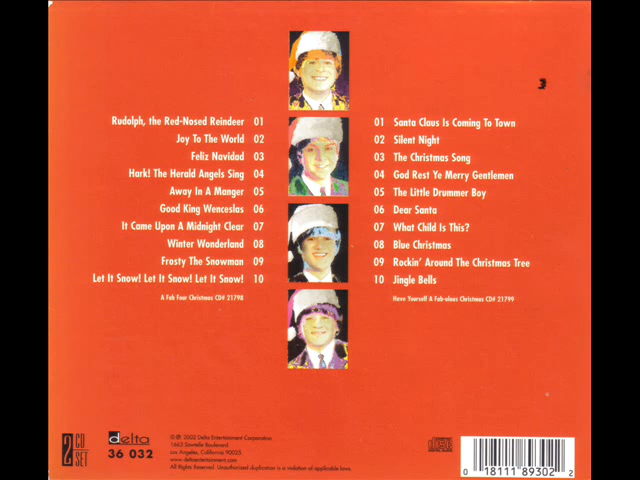 Rudolph, the Red-Nosed Reindeer 01
Joy To The World 02
Feliz Navidad 03
Hark! The Herald Angels Sing 04
Away In A Manger 05
Good King Wenceslas 06
It Came Upon A Midnight Clear 07
Winter Wonderland 08
Frosty The Snowman 09
Let It Snow! Let It Snow! Let It Snow! 10
A Fab Four Christmas CD# 21798
01 Santa Claus Is Coming To Town
02 Silent Night
03 The Christmas Song
04 God Rest Ye Merry Gentlemen
05 The Little Drummer Boy
06 Dear Santa
07 What Child Is This?
08 Blue Christmas
09 Rockin' Around The Christmas Tree
10 Jingle Bells
Have Yourself A Fab-ulous Christmas CD# 21799
2 CD SET
delta
36 032
© ℗ 2002 Delta Entertainment Corporation
1663 Sawtelle Boulevard
Los Angeles, California 90025
www.deltaentertainment.com
All Rights Reserved. Unauthorized duplication is a violation of applicable laws.
0 18111 89302 2